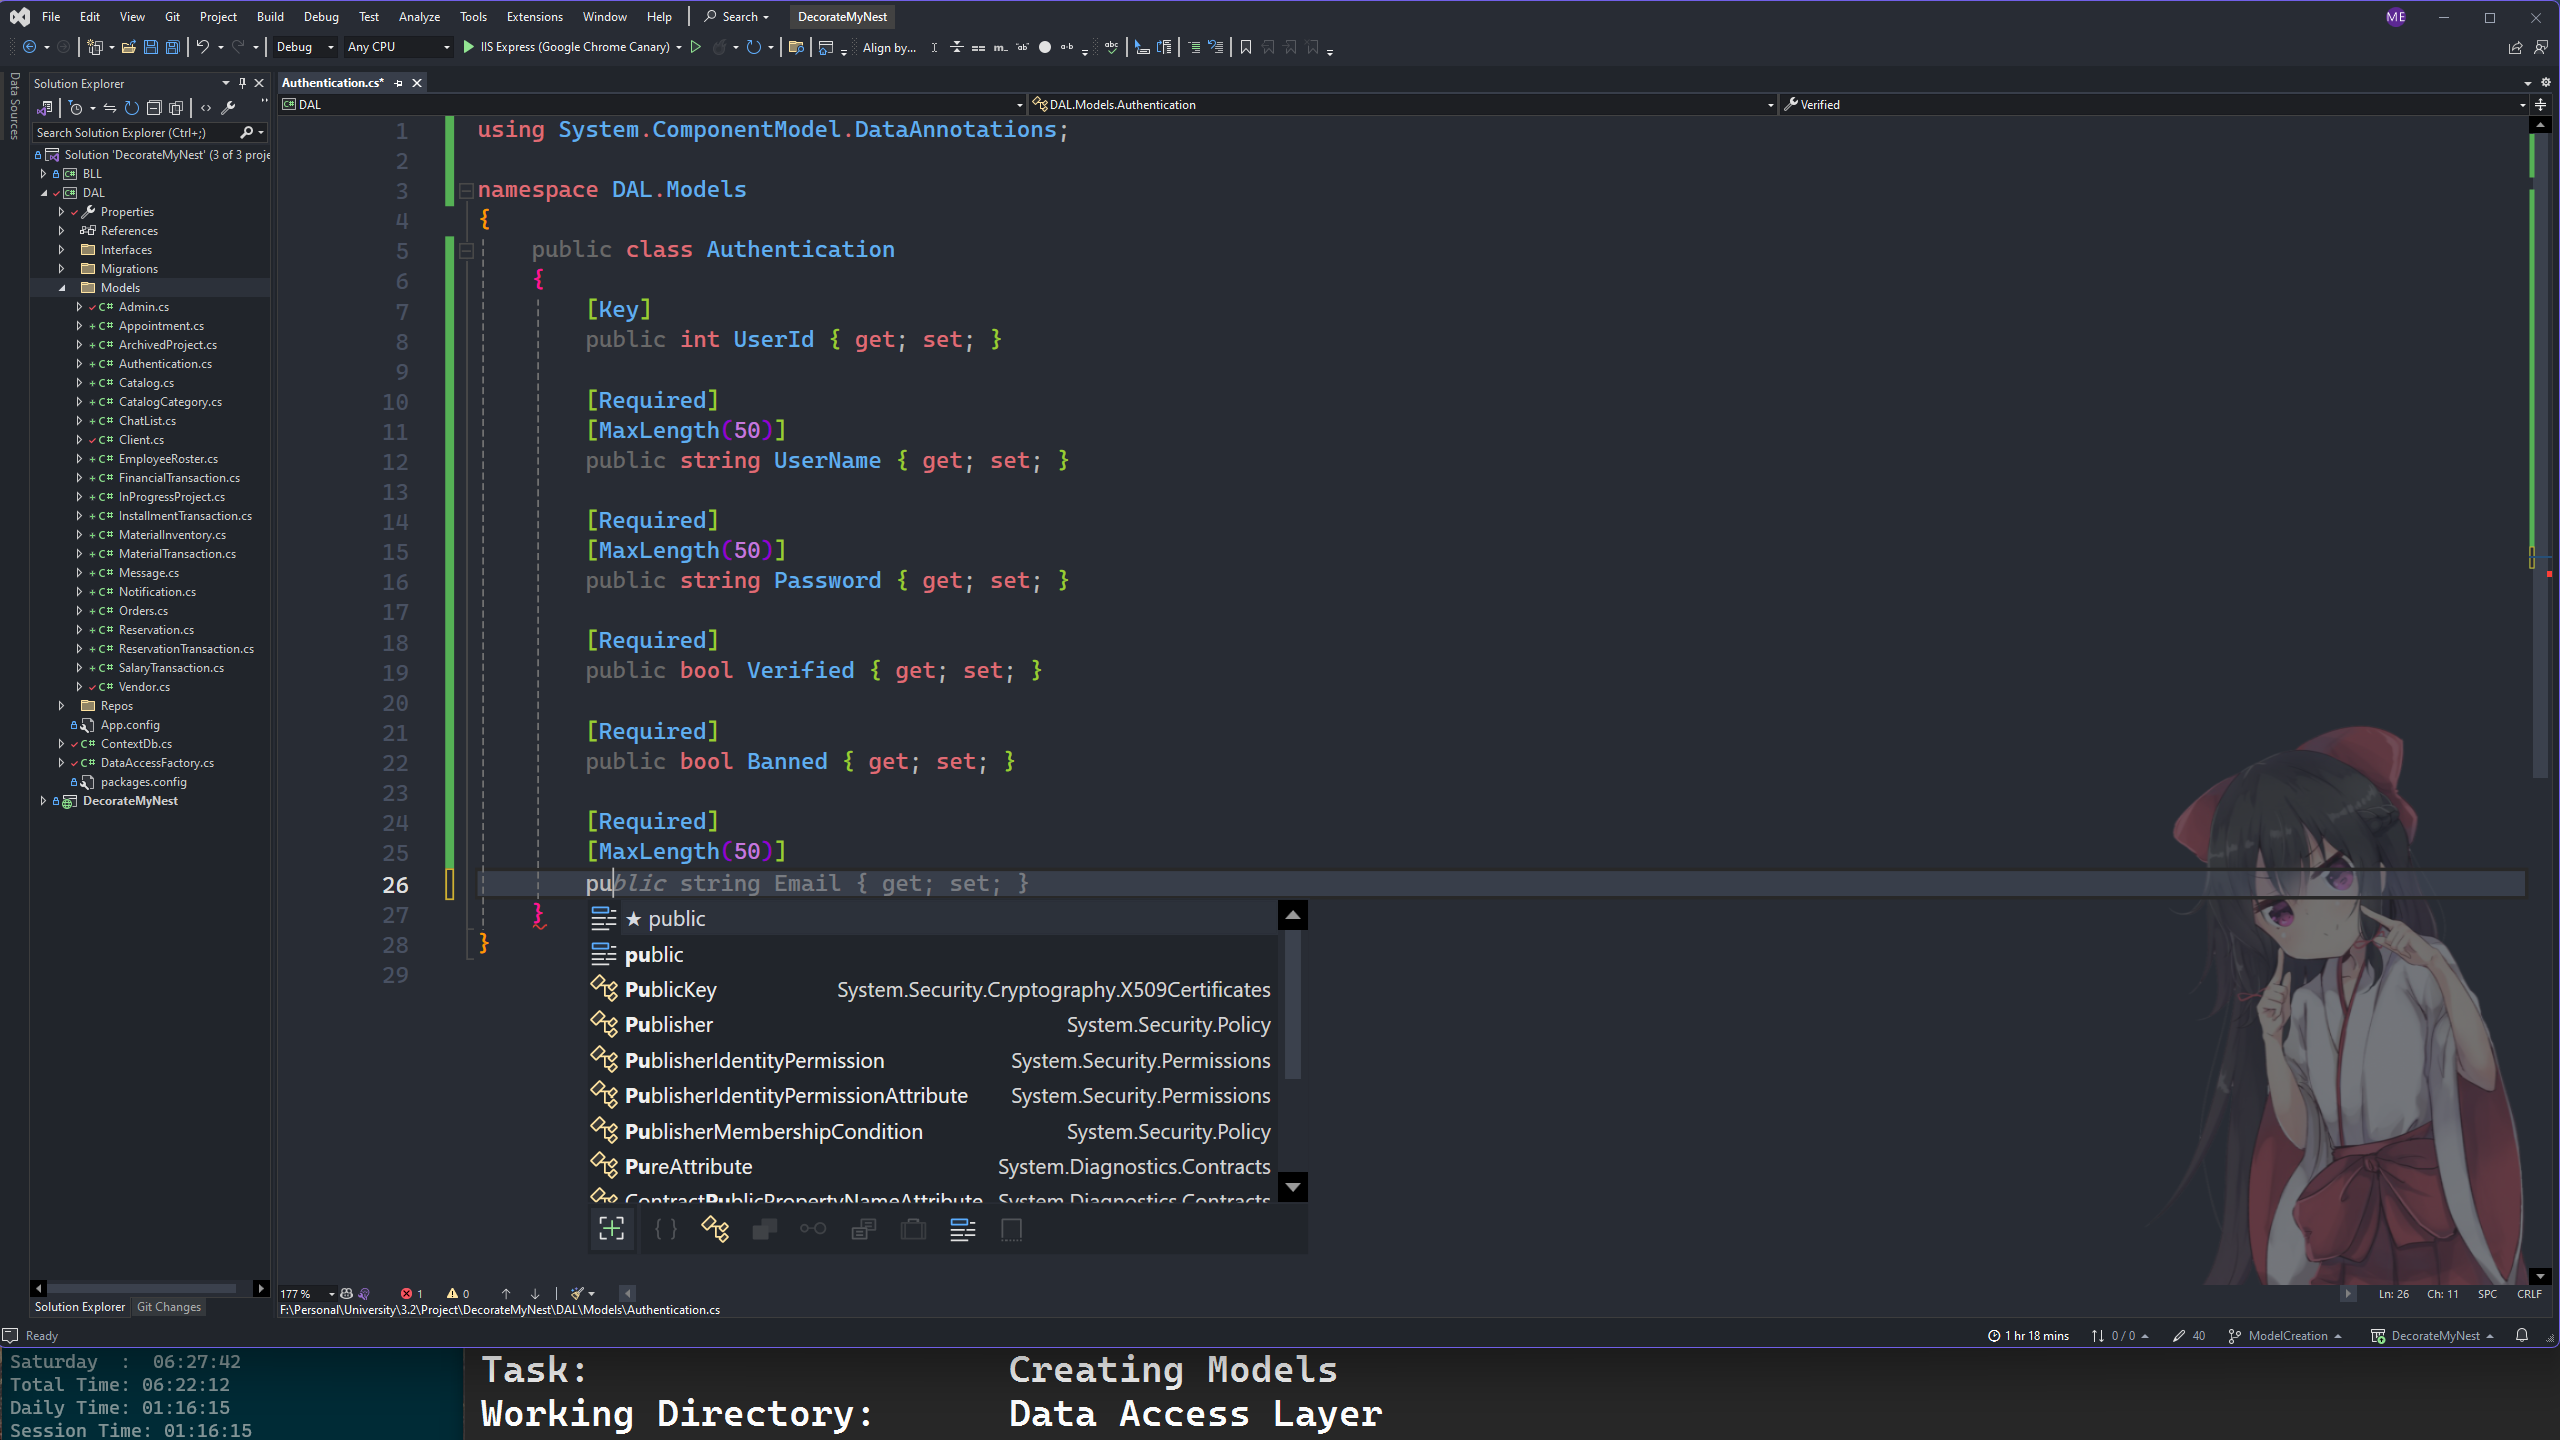 File Edit View Git Project Build Debug Test Analyze Tools Extensions Window Help Search DecorateMyNest ME
Debug Any CPU IIS Express (Google Chrome Canary) Align by...
Data Sources
Solution Explorer
Search Solution Explorer (Ctrl+;)
Solution 'DecorateMyNest' (3 of 3 proje
BLL
DAL
Properties
References
Interfaces
Migrations
Models
C# Admin.cs
C# Appointment.cs
C# ArchivedProject.cs
C# Authentication.cs
C# Catalog.cs
C# CatalogCategory.cs
C# ChatList.cs
C# Client.cs
C# EmployeeRoster.cs
C# FinancialTransaction.cs
C# InProgressProject.cs
C# InstallmentTransaction.cs
C# MaterialInventory.cs
C# MaterialTransaction.cs
C# Message.cs
C# Notification.cs
C# Orders.cs
C# Reservation.cs
C# ReservationTransaction.cs
C# SalaryTransaction.cs
C# Vendor.cs
Repos
App.config
C# ContextDb.cs
C# DataAccessFactory.cs
packages.config
DecorateMyNest
Solution Explorer Git Changes
Authentication.cs*
DAL DAL.Models.Authentication Verified
1 using System.ComponentModel.DataAnnotations;
2
3 namespace DAL.Models
4 {
5 public class Authentication
6 {
7 [Key]
8 public int UserId { get; set; }
9
10 [Required]
11 [MaxLength(50)]
12 public string UserName { get; set; }
13
14 [Required]
15 [MaxLength(50)]
16 public string Password { get; set; }
17
18 [Required]
19 public bool Verified { get; set; }
20
21 [Required]
22 public bool Banned { get; set; }
23
24 [Required]
25 [MaxLength(50)]
26 public string Email { get; set; }
27 }
28 }
29
★ public
public
PublicKey System.Security.Cryptography.X509Certificates
Publisher System.Security.Policy
PublisherIdentityPermission System.Security.Permissions
PublisherIdentityPermissionAttribute System.Security.Permissions
PublisherMembershipCondition System.Security.Policy
PureAttribute System.Diagnostics.Contracts
ContractPublicPropertyNameAttribute System.Diagnostics.Contracts
177 % 1 0 Ln: 26 Ch: 11 SPC CRLF
F:\Personal\University\3.2\Project\DecorateMyNest\DAL\Models\Authentication.cs
Ready 1 hr 18 mins 0 / 0 40 ModelCreation DecorateMyNest
Saturday : 06:27:42
Total Time: 06:22:12
Daily Time: 01:16:15
Session Time: 01:16:15
Task: Creating Models
Working Directory: Data Access Layer